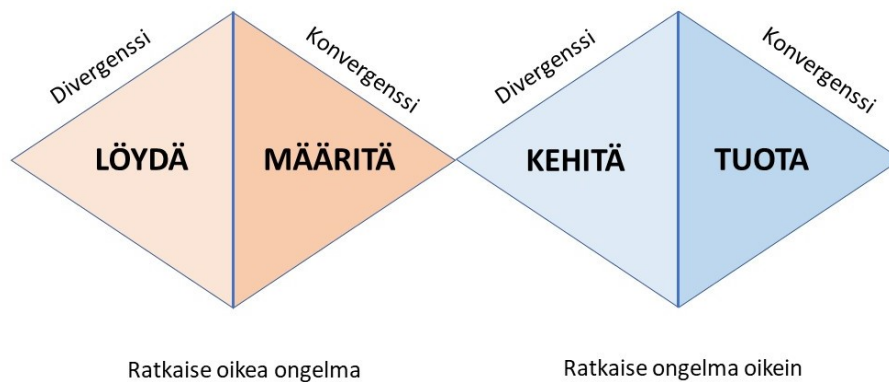 Divergenssi
Konvergenssi
Divergenssi
Konvergenssi
LÖYDÄ
MÄÄRITÄ
KEHITÄ
TUOTA
Ratkaise oikea ongelma
Ratkaise ongelma oikein